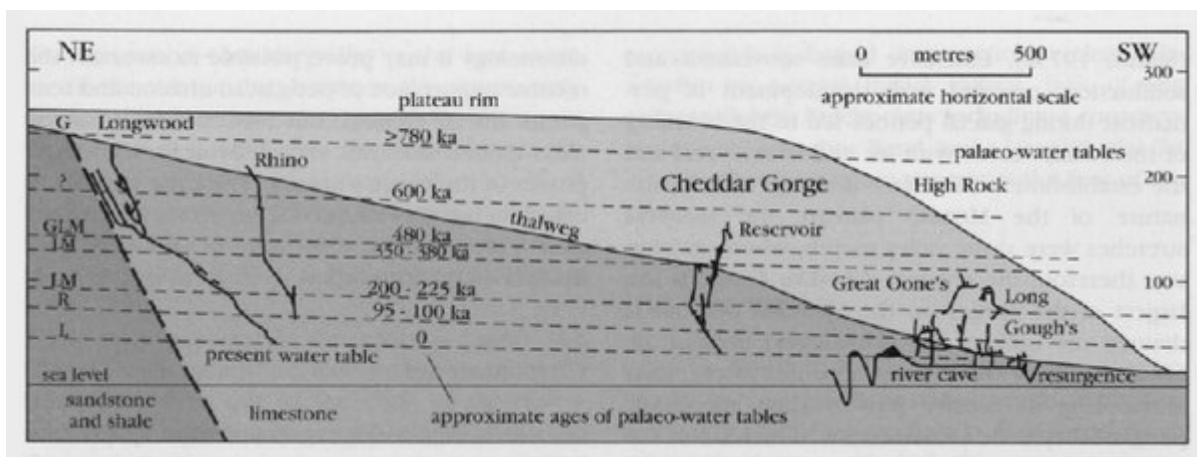 NE
0 metres 500
SW
approximate horizontal scale
300
plateau rim
G Longwood
≥780 ka
palaeo-water tables
Rhino
Cheddar Gorge
High Rock
200
?
600 ka
thalweg
Reservoir
GLM
480 ka
350 - 380 ka
Great Oone's
Long
100
LM
200 - 225 ka
R
95 - 100 ka
Gough's
L
0
present water table
sea level
river cave
resurgence
sandstone
and shale
limestone
approximate ages of palaeo-water tables